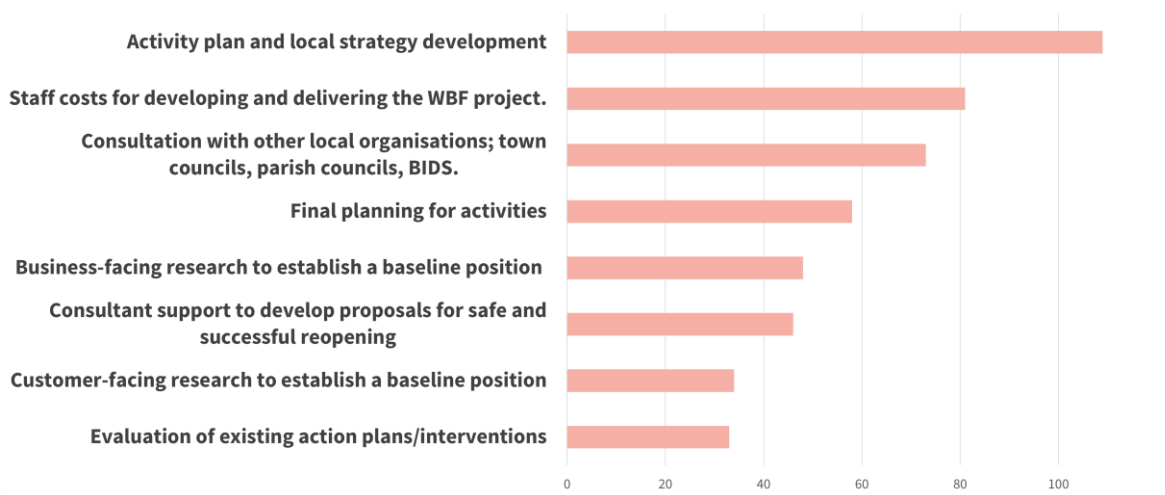 Activity plan and local strategy development
Staff costs for developing and delivering the WBF project.
Consultation with other local organisations; town
councils, parish councils, BIDS.
Final planning for activities
Business-facing research to establish a baseline position
Consultant support to develop proposals for safe and
successful reopening
Customer-facing research to establish a baseline position
Evaluation of existing action plans/interventions
0 20 40 60 80 100